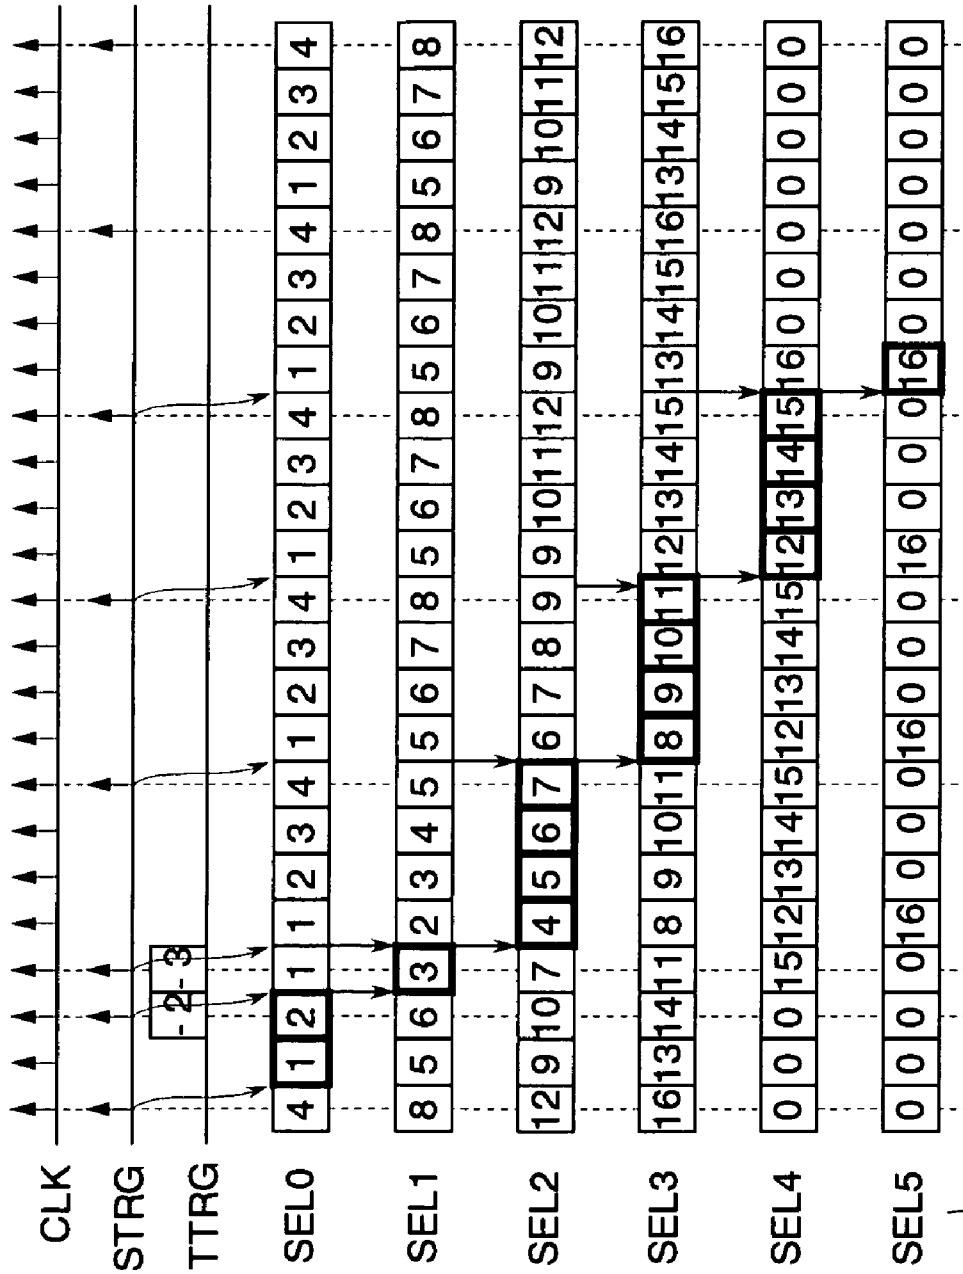 CLK
STRG
TTRG -2 -3
SEL0 4 1 2 1 1 2 3 4 1 2 3 4 1 2 3 4 1 2 3 4 1 2 3 4
SEL1 8 5 6 3 2 3 4 5 5 6 7 8 5 6 7 8 5 6 7 8 5 6 7 8
SEL2 12 9 10 7 4 5 6 7 6 7 8 9 9 10 11 12 9 10 11 12 9 10 11 12
SEL3 16 13 14 11 8 9 10 11 8 9 10 11 12 13 14 15 13 14 15 16 13 14 15 16
SEL4 0 0 0 15 12 13 14 15 12 13 14 15 12 13 14 15 16 0 0 0 0 0 0 0
SEL5 0 0 0 0 16 0 0 0 16 0 0 0 16 0 0 0 16 0 0 0 0 0 0 0